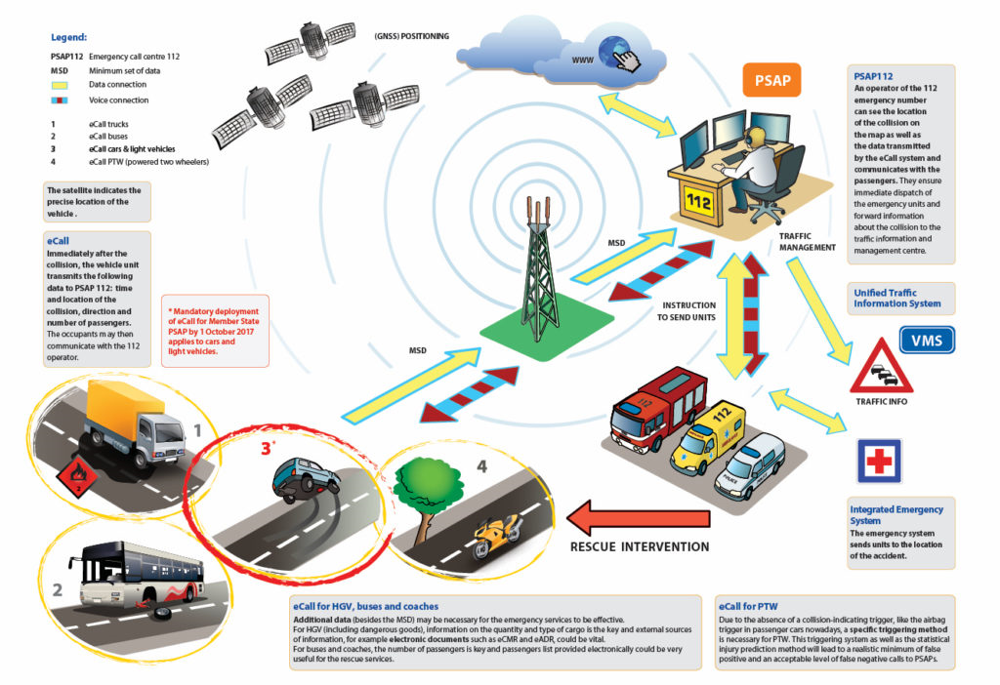 Legend:
PSAP112 Emergency call centre 112
MSD Minimum set of data
Data connection
Voice connection
1 eCall trucks
2 eCall buses
3 eCall cars & light vehicles
4 eCall PTW (powered two wheelers)
The satellite indicates the
precise location of the
vehicle .
eCall
Immediately after the
collision, the vehicle unit
transmits the following
data to PSAP 112: time
and location of the
collision, direction and
number of passengers.
The occupants may then
communicate with the 112
operator.
* Mandatory deployment
of eCall for Member State
PSAP by 1 October 2017
applies to cars and
light vehicles.
(GNSS) POSITIONING
WWW
PSAP
112
PSAP112
An operator of the 112
emergency number
can see the location
of the collision on
the map as well as
the data transmitted
by the eCall system and
communicates with the
passengers. They ensure
immediate dispatch of
the emergency units and
forward information
about the collision to the
traffic information and
management centre.
MSD
TRAFFIC
MANAGEMENT
INSTRUCTION
TO SEND UNITS
Unified Traffic
Information System
VMS
TRAFFIC INFO
MSD
112
112
AMBULANCE
POLICE
1
2
3*
4
2
RESCUE INTERVENTION
Integrated Emergency
System
The emergency system
sends units to the location
of the accident.
eCall for HGV, buses and coaches
Additional data (besides the MSD) may be necessary for the emergency services to be effective.
For HGV (including dangerous goods), information on the quantity and type of cargo is the key and external sources
of information, for example electronic documents such as eCMR and eADR, could be vital.
For buses and coaches, the number of passengers is key and passengers list provided electronically could be very
useful for the rescue services.
eCall for PTW
Due to the absence of a collision-indicating trigger, like the airbag
trigger in passenger cars nowadays, a specific triggering method
is necessary for PTW. This triggering system as well as the statistical
injury prediction method will lead to a realistic minimum of false
positive and an acceptable level of false negative calls to PSAPs.